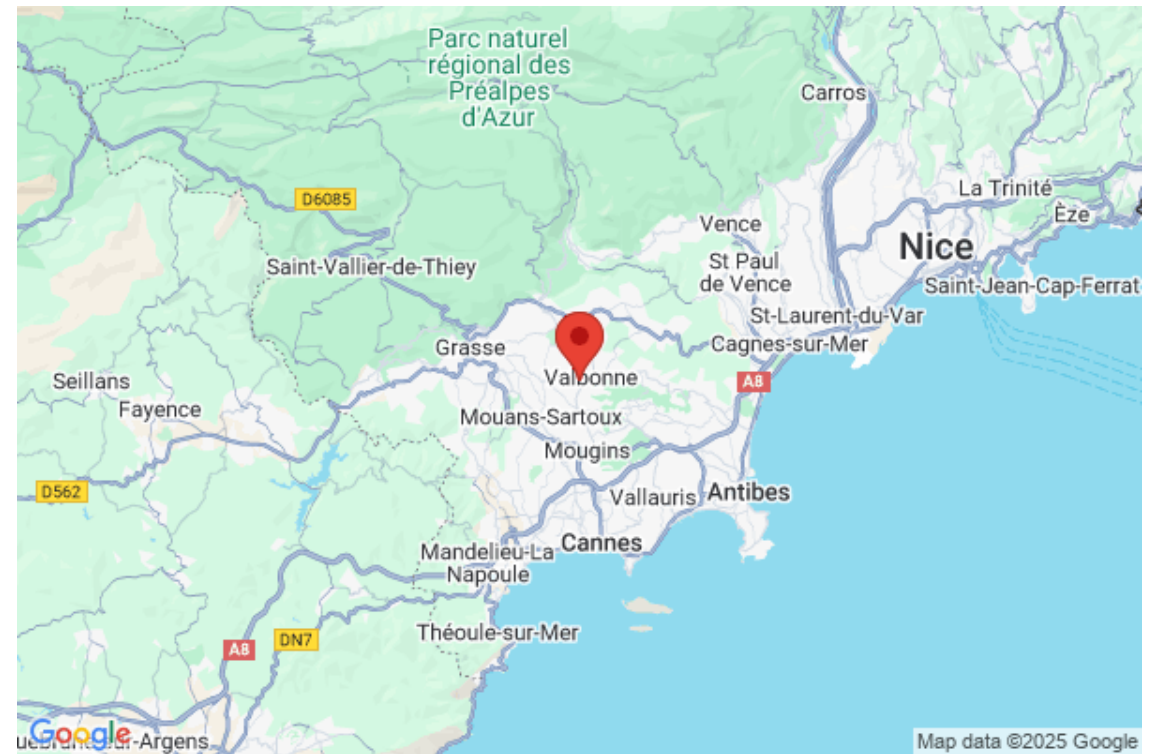 Parc naturel
régional des
Préalpes
d'Azur
Carros
D6085
La Trinité
Èze
Vence
Nice
Saint-Vallier-de-Thiey
St Paul
de Vence
Saint-Jean-Cap-Ferrat
St-Laurent-du-Var
Grasse
Cagnes-sur-Mer
Seillans
Valbonne
A8
Fayence
Mouans-Sartoux
Mougins
D562
Vallauris
Antibes
Cannes
Mandelieu-La
Napoule
Théoule-sur-Mer
DN7
A8
Google
-Argens
Map data ©2025 Google